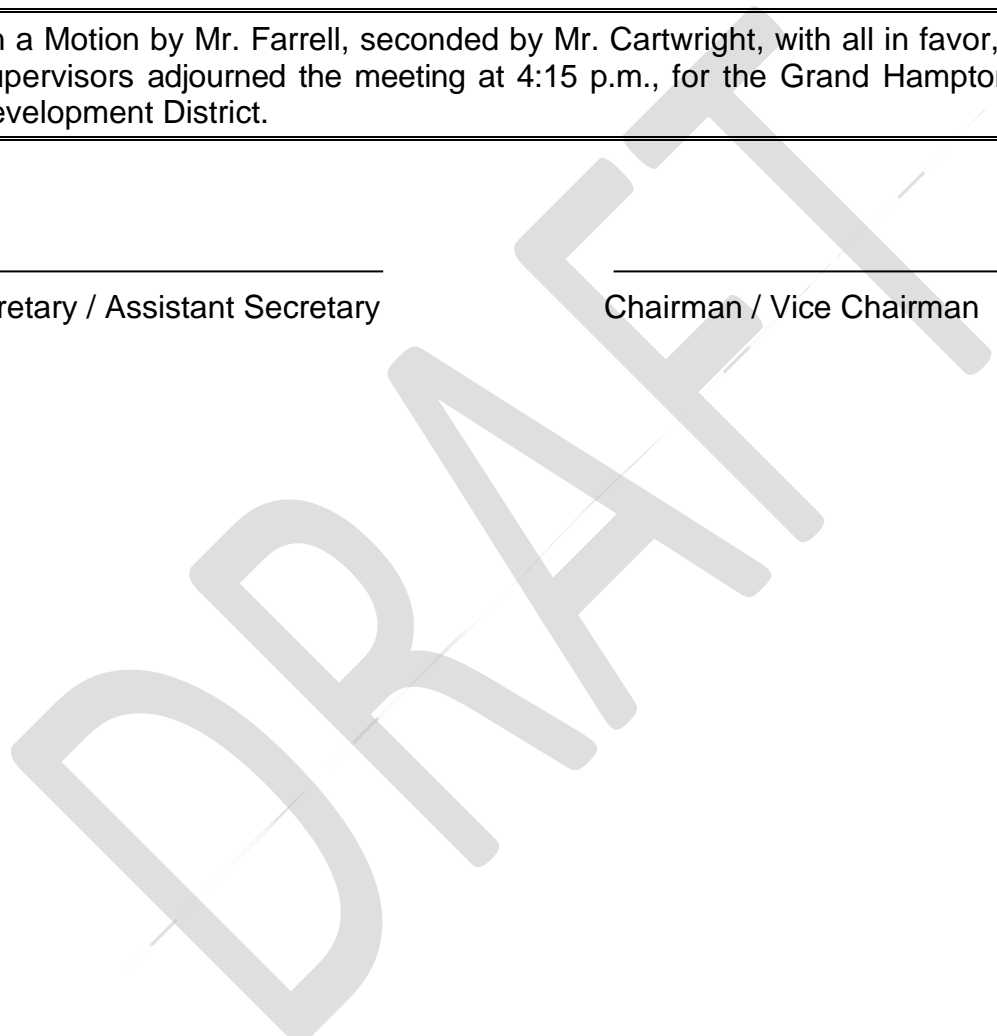 n a Motion by Mr. Farrell, seconded by Mr. Cartwright, with all in favor,
upervisors adjourned the meeting at 4:15 p.m., for the Grand Hampton
evelopment District.
retary / Assistant Secretary Chairman / Vice Chairman
DRAFT